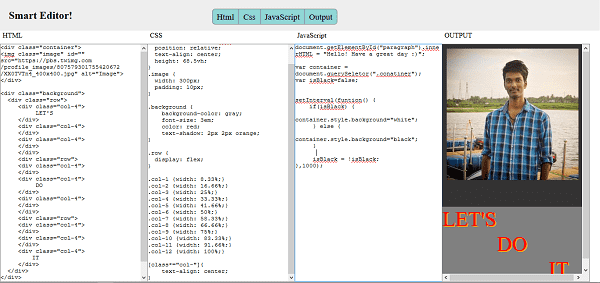 Smart Editor!
Html Css JavaScript Output
HTML
CSS
JavaScript
OUTPUT
<div class="container">
<img class="image" id=""
src="https://pbs.twimg.com
alt="Image">
</div>
<div class="background">
<div class="row">
<div class="col-4">
LET'S
</div>
<div class="col-4">
</div>
<div class="col-4">
</div>
</div>
<div class="row">
<div class="col-4">
</div>
<div class="col-4">
DO
</div>
<div class="col-4">
</div>
<div class="row">
<div class="col-4">
</div>
<div class="col-4">
</div>
<div class="col-4">
IT
</div>
</div>
</div>
position: relative;
text-align: center;
height: 68.5vh;
}
.image {
width: 300px;
padding: 10px;
}
.background {
background-color: gray;
font-size: 3em;
color: red;
text-shadow: 2px 2px orange;
}
.row {
display: flex;
}
.col-1 {width: 8.33%;}
.col-2 {width: 16.66%;}
.col-3 {width: 25%;}
.col-4 {width: 33.33%;}
.col-5 {width: 41.66%;}
.col-6 {width: 50%;}
.col-7 {width: 58.33%;}
.col-8 {width: 66.66%;}
.col-9 {width: 75%;}
.col-10 {width: 83.33%;}
.col-11 {width: 91.66%;}
.col-12 {width: 100%;}
[class*="col-"]{
text-align: center;
}
document.getElementById("paragraph").inne
rHTML = "Hello! Have a great day :)";
var container =
var isBlack=false;
setInterval(function() {
if(isBlack) {
container.style.background="white";
} else {
container.style.background="black";
}
isBlack = !isBlack;
},1000);
LET'S
DO
IT